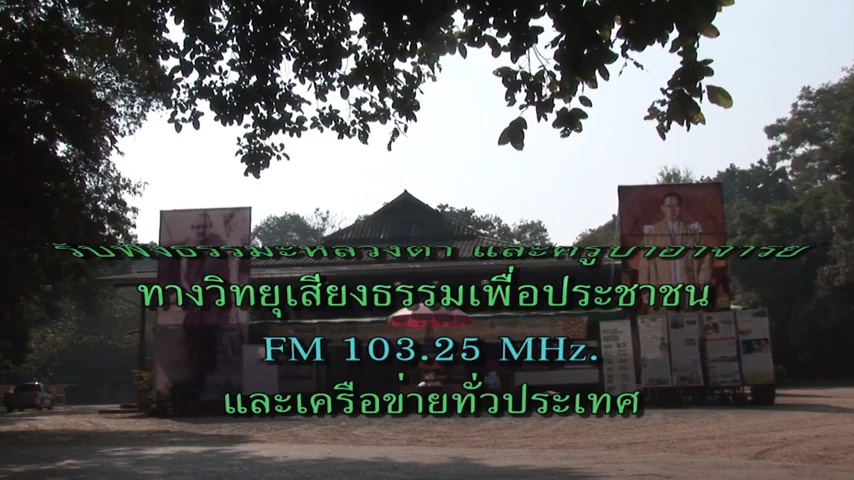 รับฟังธรรมะหลวงตา และครูบาอาจารย์
ทางวิทยุเสียงธรรมเพื่อประชาชน
FM 103.25 MHz.
และเครือข่ายทั่วประเทศ